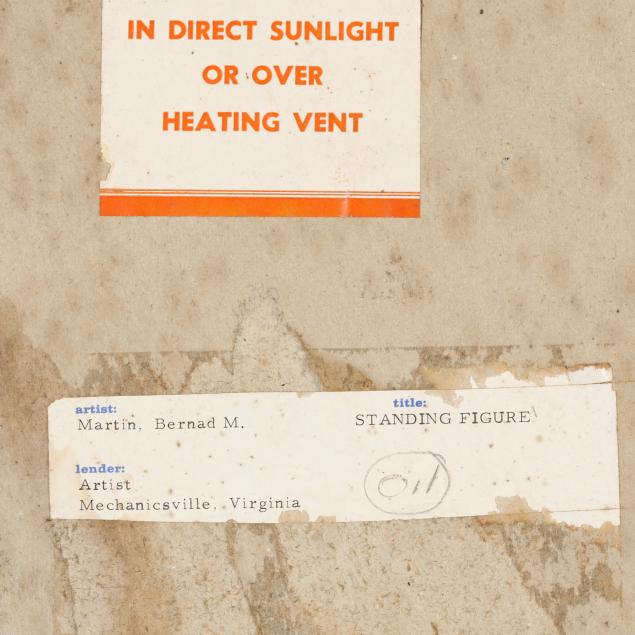 IN DIRECT SUNLIGHT
OR OVER
HEATING VENT
artist:
Martin, Bernad M.
title:
STANDING FIGURE
lender:
Artist
Mechanicsville, Virginia
Oil